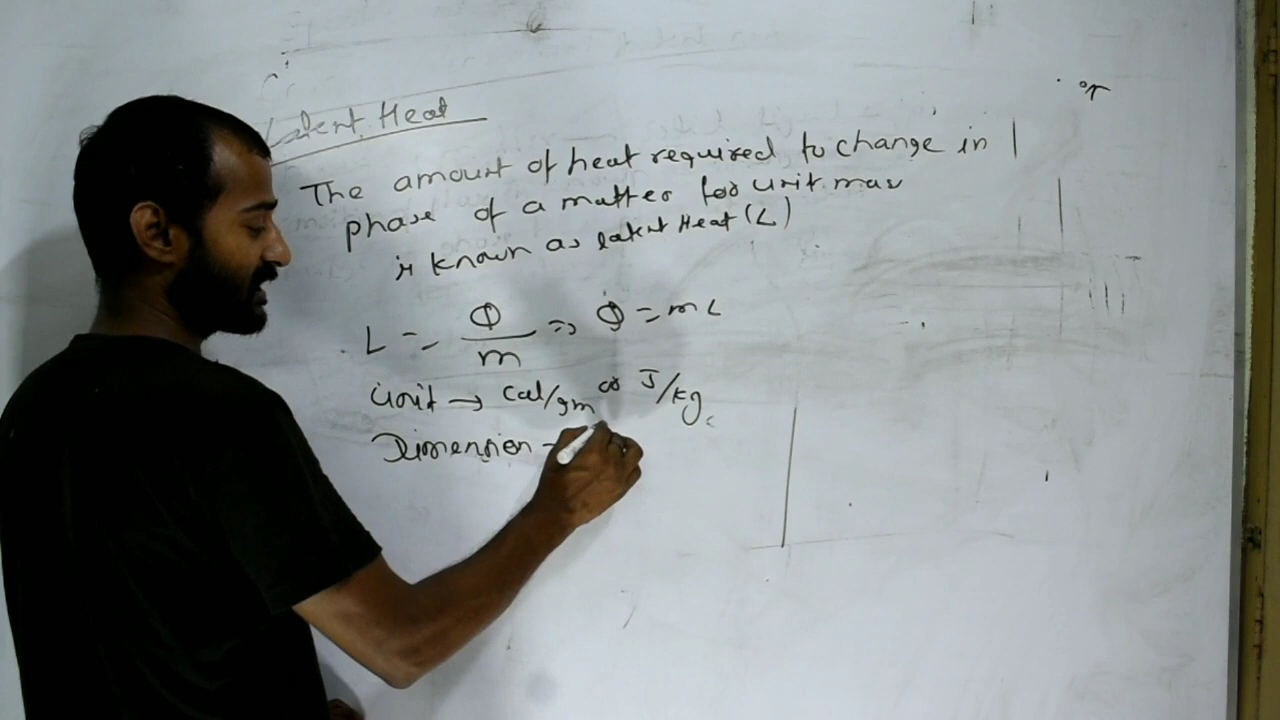 Latent Heat
The amount of heat required to change in
phase of a matter for unit mass
is known as latent Heat (L)
L = Q/m => Q = mL
Unit → Cal/gm or J/kg
Dimension -